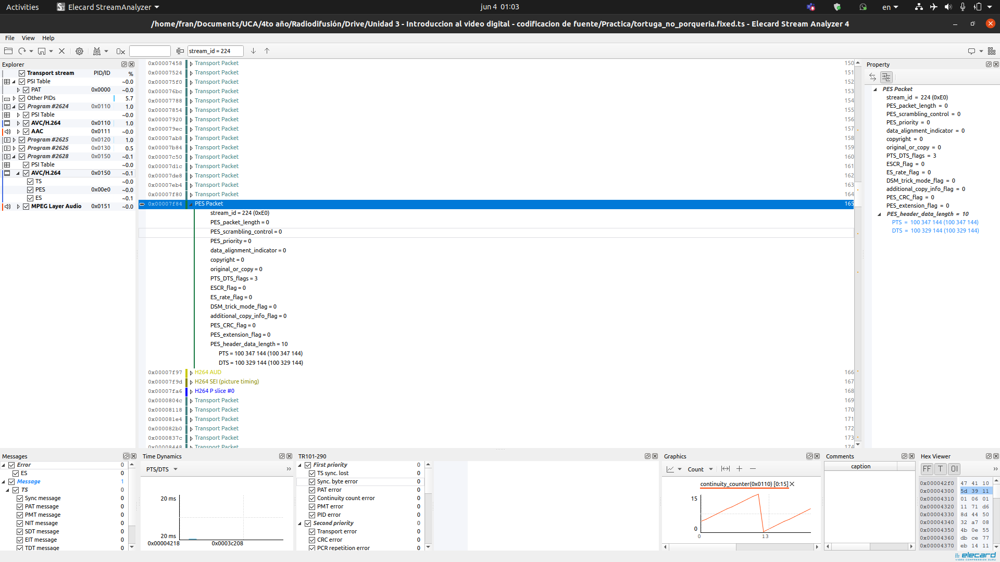 Activities
Elecard StreamAnalyzer
jun 4 01:03
en
/home/fran/Documents/UCA/4to año/Radiodifusión/Drive/Unidad 3 - Introduccion al video digital - codificacion de fuente/Practica/tortuga_no_porqueria.fixed.ts - Elecard Stream Analyzer 4
File View Help
0x
stream_id = 224
Explorer
Transport stream PID/ID %
PSI Table ~0.0
PAT 0x0000 ~0.0
Other PIDs 5.7
Program #2624 0x0110 1.0
PSI Table ~0.0
AVC/H.264 0x0110 1.0
AAC 0x0111 ~0.0
Program #2625 0x0120 1.0
Program #2626 0x0130 0.5
Program #2628 0x0150 ~0.1
PSI Table ~0.0
AVC/H.264 0x0150 ~0.1
TS ~0.0
PES 0x00e0 ~0.0
ES ~0.1
MPEG Layer Audio 0x0151 ~0.0
0x00007458 Transport Packet 150
0x00007524 Transport Packet 151
0x000075f0 Transport Packet 152
0x000076bc Transport Packet 153
0x00007788 Transport Packet 154
0x00007854 Transport Packet 155
0x00007920 Transport Packet 156
0x000079ec Transport Packet 157
0x00007ab8 Transport Packet 158
0x00007b84 Transport Packet 159
0x00007c50 Transport Packet 160
0x00007d1c Transport Packet 161
0x00007de8 Transport Packet 162
0x00007eb4 Transport Packet 163
0x00007f80 Transport Packet 164
0x00007f84 PES Packet 165
stream_id = 224 (0xE0)
PES_packet_length = 0
PES_scrambling_control = 0
PES_priority = 0
data_alignment_indicator = 0
copyright = 0
original_or_copy = 0
PTS_DTS_flags = 3
ESCR_flag = 0
ES_rate_flag = 0
DSM_trick_mode_flag = 0
additional_copy_info_flag = 0
PES_CRC_flag = 0
PES_extension_flag = 0
PES_header_data_length = 10
PTS = 100 347 144 (100 347 144)
DTS = 100 329 144 (100 329 144)
0x00007f97 H264 AUD 166
0x00007f9d H264 SEI (picture timing) 167
0x00007fa6 H264 P slice #0 168
0x0000804c Transport Packet 169
0x00008118 Transport Packet 170
0x000081e4 Transport Packet 171
0x000082b0 Transport Packet 172
0x0000837c Transport Packet 173
0x00008448 Transport Packet 174
Property
PES Packet
stream_id = 224 (0xE0)
PES_packet_length = 0
PES_scrambling_control = 0
PES_priority = 0
data_alignment_indicator = 0
copyright = 0
original_or_copy = 0
PTS_DTS_flags = 3
ESCR_flag = 0
ES_rate_flag = 0
DSM_trick_mode_flag = 0
additional_copy_info_flag = 0
PES_CRC_flag = 0
PES_extension_flag = 0
PES_header_data_length = 10
PTS = 100 347 144 (100 347 144)
DTS = 100 329 144 (100 329 144)
Messages
Error 0
ES 0
Message 1
TS 0
Sync message 0
PAT message 0
PMT message 0
NIT message 0
SDT message 0
EIT message 0
TDT message 0
Time Dynamics
PTS/DTS
20 ms
20 ms
0x00004218 0x0003c208
TR101-290
First priority 0
TS sync. lost 0
Sync. byte error 0
PAT error 0
Continuity count error 0
PMT error 0
PID error 0
Second priority 0
Transport error 0
CRC error 0
PCR repetition error 0
Graphics
Count
continuity_counter(0x0110) [0:15]
15
0
0 13
Comments
caption
Hex Viewer
FF T OI
0x000042f0 47 41 10
0x00004300 5d 39 11
0x00004310 01 06 01
0x00004320 11 71 d6
0x00004330 8d 44 50
0x00004340 32 a7 08
0x00004350 4b 0e 55
0x00004360 db ce 77
0x00004370 eb 14 11
elecard
VIDEO COMPRESSION GURU